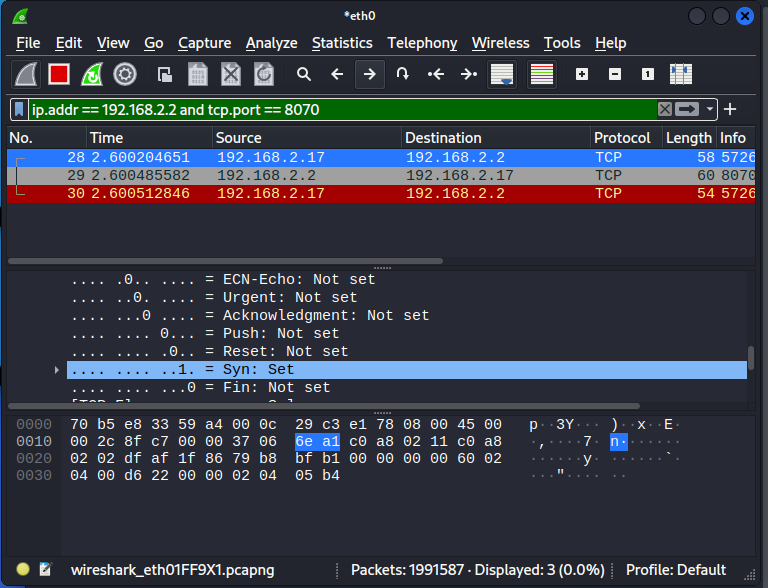 *eth0
File Edit View Go Capture Analyze Statistics Telephony Wireless Tools Help
ip.addr == 192.168.2.2 and tcp.port == 8070
No. Time Source Destination Protocol Length Info
28 2.600204651 192.168.2.17 192.168.2.2 TCP 58 5726
29 2.600485582 192.168.2.2 192.168.2.17 TCP 60 8070
30 2.600512846 192.168.2.17 192.168.2.2 TCP 54 5726
.... .0.. .... = ECN-Echo: Not set
.... ..0. .... = Urgent: Not set
.... ...0 .... = Acknowledgment: Not set
.... .... 0... = Push: Not set
.... .... .0.. = Reset: Not set
.... .... ..1. = Syn: Set
.... .... ...0 = Fin: Not set
0000 70 b5 e8 33 59 a4 00 0c 29 c3 e1 78 08 00 45 00 p··3Y··· )··x··E·
0010 00 2c 8f c7 00 00 37 06 6e a1 c0 a8 02 11 c0 a8 ·,····7· n·······
0020 02 02 df af 1f 86 79 b8 bf b1 00 00 00 00 60 02 ······y· ······`·
0030 04 00 d6 22 00 00 02 04 05 b4 ···"···· ··
wireshark_eth01FF9X1.pcapng Packets: 1991587 · Displayed: 3 (0.0%) Profile: Default